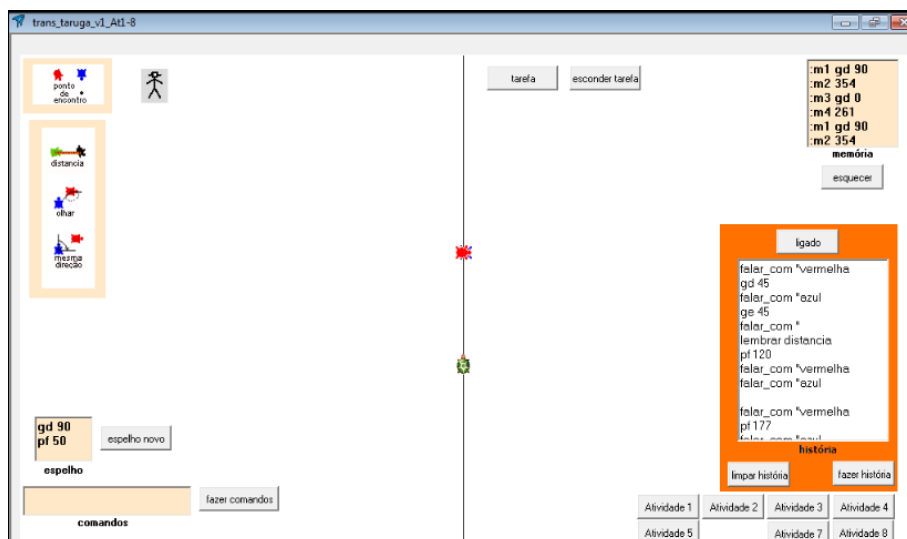 trans_taruga_v1_At1-8
ponto
de
encontro
distancia
olhar
mesma
direção
tarefa
esconder tarefa
:m1 gd 90
:m2 354
:m3 gd 0
:m4 261
:m1 gd 90
:m2 354
memória
esquecer
ligado
falar_com "vermelha
gd 45
falar_com "azul
ge 45
falar_com "
lembrar distancia
pf 120
falar_com "vermelha
falar_com "azul
falar_com "vermelha
pf 177
falar_com "azul
história
limpar história
fazer história
gd 90
pf 50
espelho novo
espelho
fazer comandos
comandos
Atividade 1
Atividade 2
Atividade 3
Atividade 4
Atividade 5
Atividade 7
Atividade 8